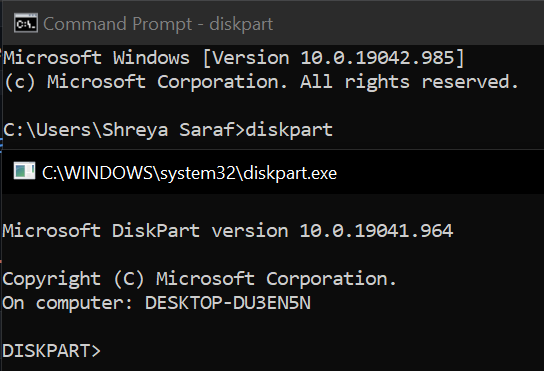 Command Prompt - diskpart
Microsoft Windows [Version 10.0.19042.985]
(c) Microsoft Corporation. All rights reserved.
C:\Users\Shreya Saraf>diskpart
C:\WINDOWS\system32\diskpart.exe
Microsoft DiskPart version 10.0.19041.964
Copyright (C) Microsoft Corporation.
On computer: DESKTOP-DU3EN5N
DISKPART>